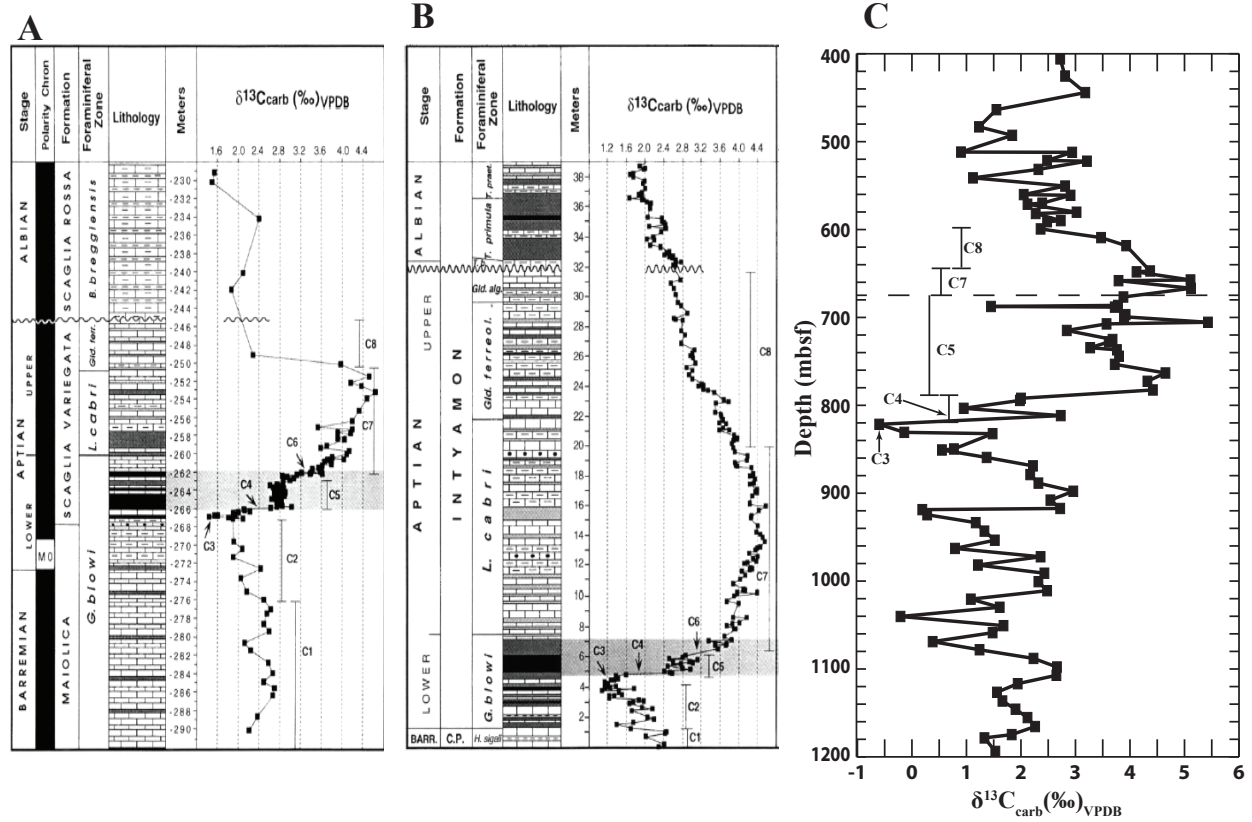 A
Stage
Polarity Chron
Formation
Foraminiferal
Zone
Lithology
Meters
δ13Ccarb (‰)VPDB
1.2 1.6 2.0 2.4 2.8 3.2 3.6 4.0 4.4
ALBIAN
APTIAN
UPPER
LOWER
BARREMIAN
M0
SCAGLIA ROSSA
SCAGLIA VARIEGATA
MAIOLICA
B. breggiensis
Gld. ferr.
L. cabri
G. blowi
-230
-234
-236
-238
-240
-242
-244
-246
-248
-250
-252
-254
-256
-258
-260
-262
-264
-266
-268
-270
-272
-274
-276
-278
-280
-282
-284
-286
-288
-290
C8
C7
C6
C5
C4
C3
C2
C1
B
Stage
Formation
Foraminiferal
Zone
Lithology
Meters
δ13Ccarb (‰)VPDB
1.2 1.6 2.0 2.4 2.8 3.2 3.6 4.0 4.4
ALBIAN
APTIAN
UPPER
LOWER
BARR.
INTYAMON
C.P.
T. praet.
T. primula
Gld. alg.
Gld. ferreol.
L. cabri
G. blowi
H. sigali
38
36
34
32
30
28
26
24
22
20
18
16
14
12
10
8
6
4
2
C8
C7
C6
C5
C4
C3
C2
C1
C
400
500
600
700
800
900
1000
1100
1200
Depth (mbsf)
C8
C7
C5
C4
C3
-1 0 1 2 3 4 5 6
δ13Ccarb(‰)VPDB